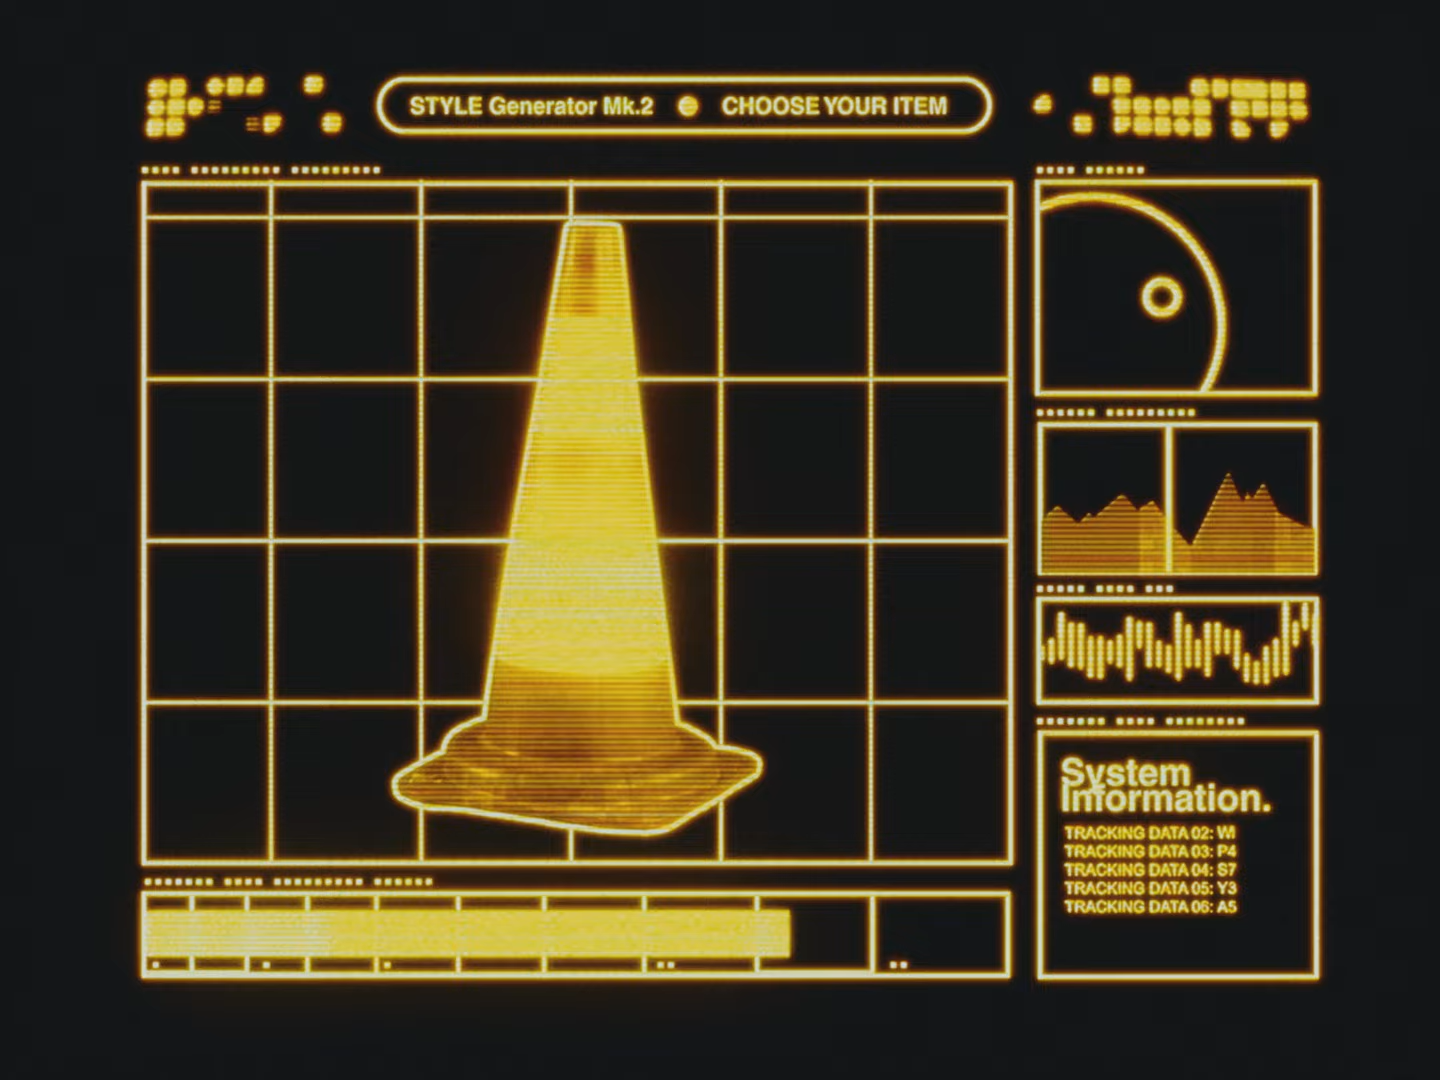 STYLE Generator Mk.2 ● CHOOSE YOUR ITEM
System
Information.
TRACKING DATA 02: WI
TRACKING DATA 03: P4
TRACKING DATA 04: S7
TRACKING DATA 05: Y3
TRACKING DATA 06: A5